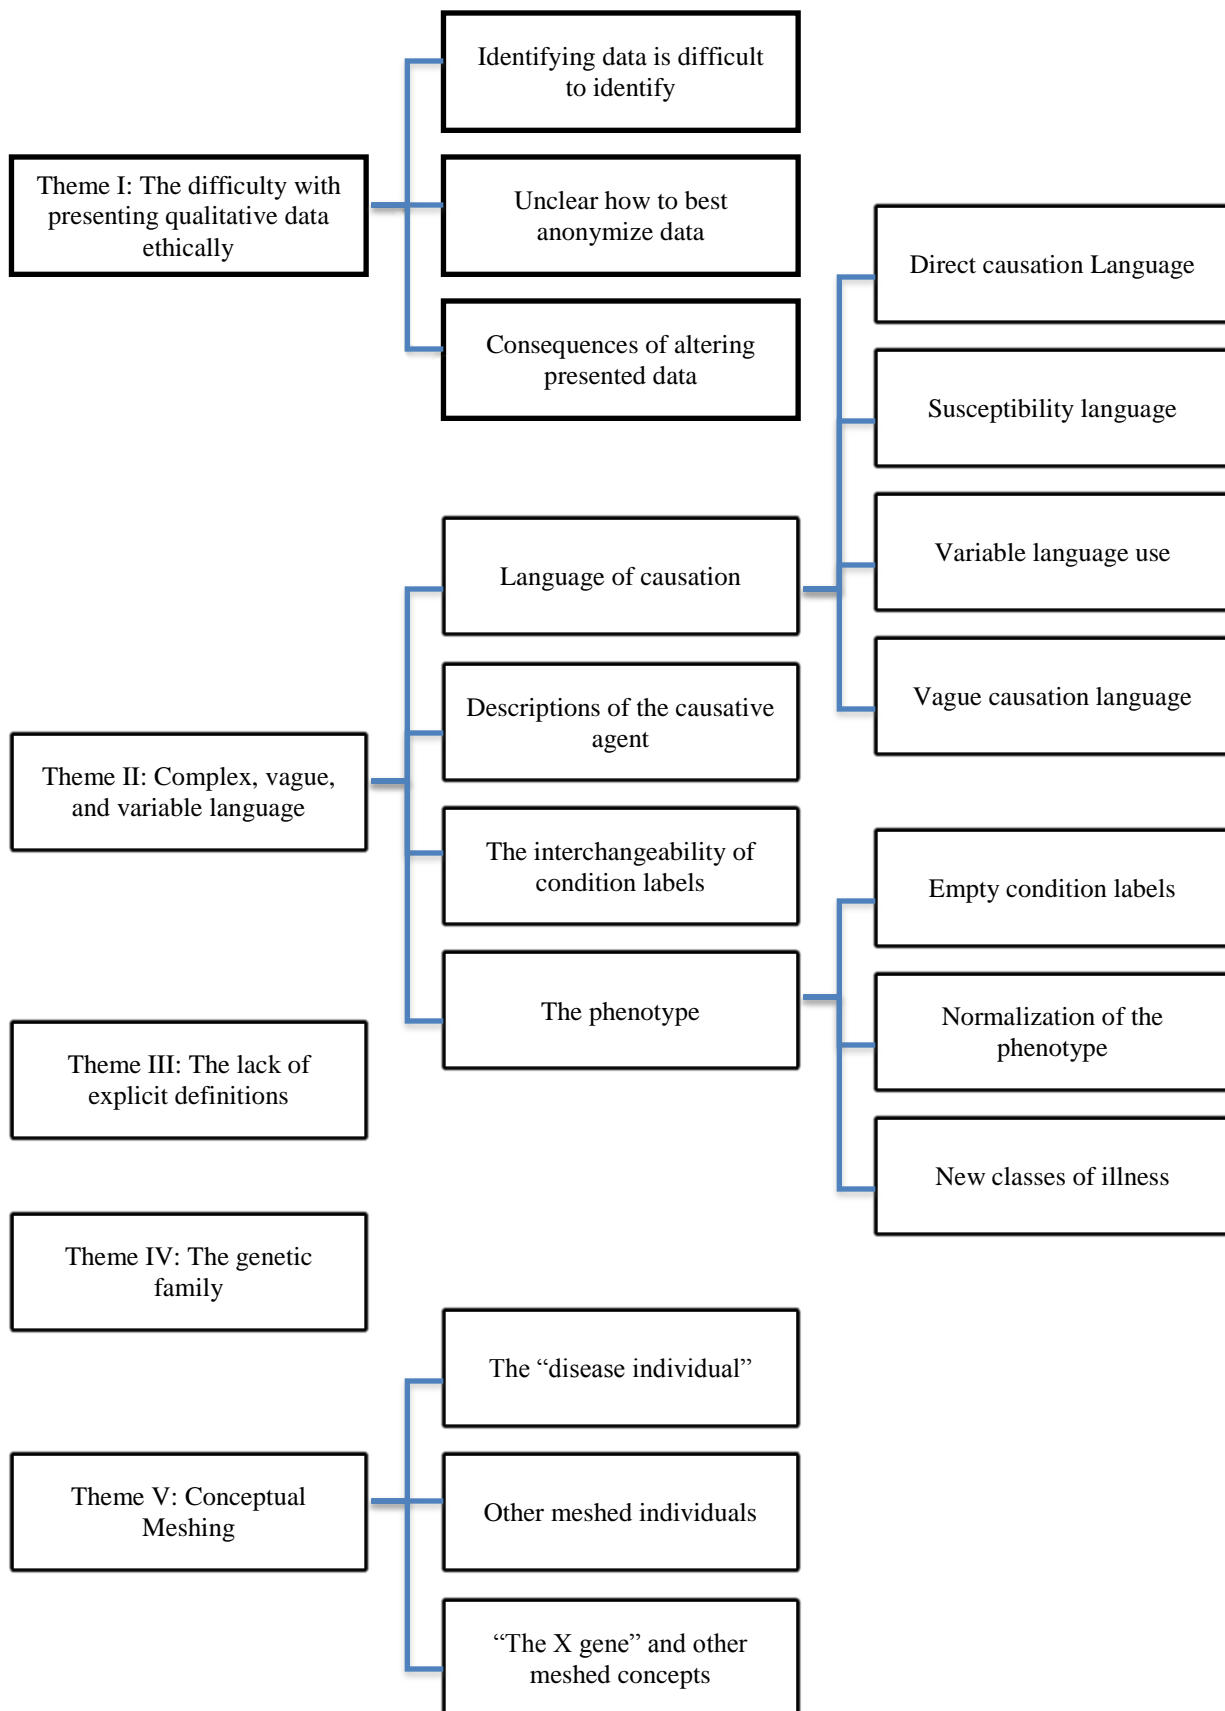 Theme I: The difficulty with
presenting qualitative data
ethically
Identifying data is difficult
to identify
Unclear how to best
anonymize data
Consequences of altering
presented data
Theme II: Complex, vague,
and variable language
Language of causation
Direct causation Language
Susceptibility language
Variable language use
Vague causation language
Descriptions of the causative
agent
The interchangeability of
condition labels
The phenotype
Empty condition labels
Normalization of the
phenotype
New classes of illness
Theme III: The lack of
explicit definitions
Theme IV: The genetic
family
Theme V: Conceptual
Meshing
The “disease individual”
Other meshed individuals
“The X gene” and other
meshed concepts